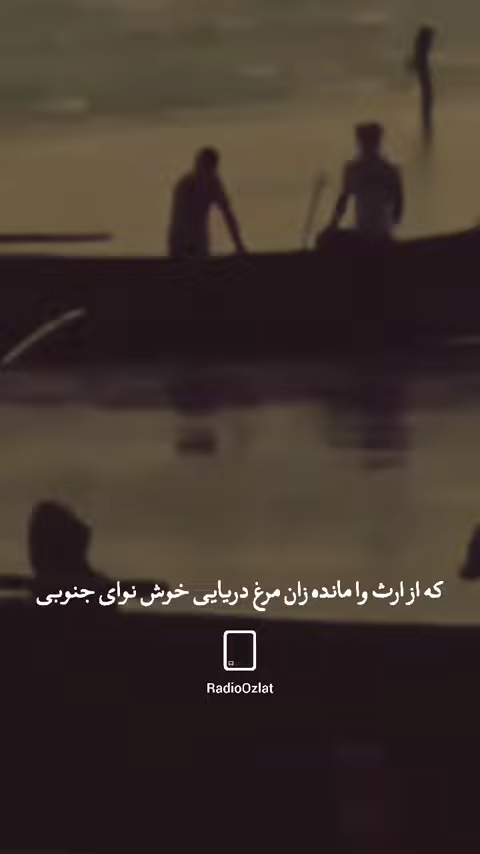 که از ارث وا مانده زان مرغ دریایی خوش نوای جنوبی
RadioOzlat